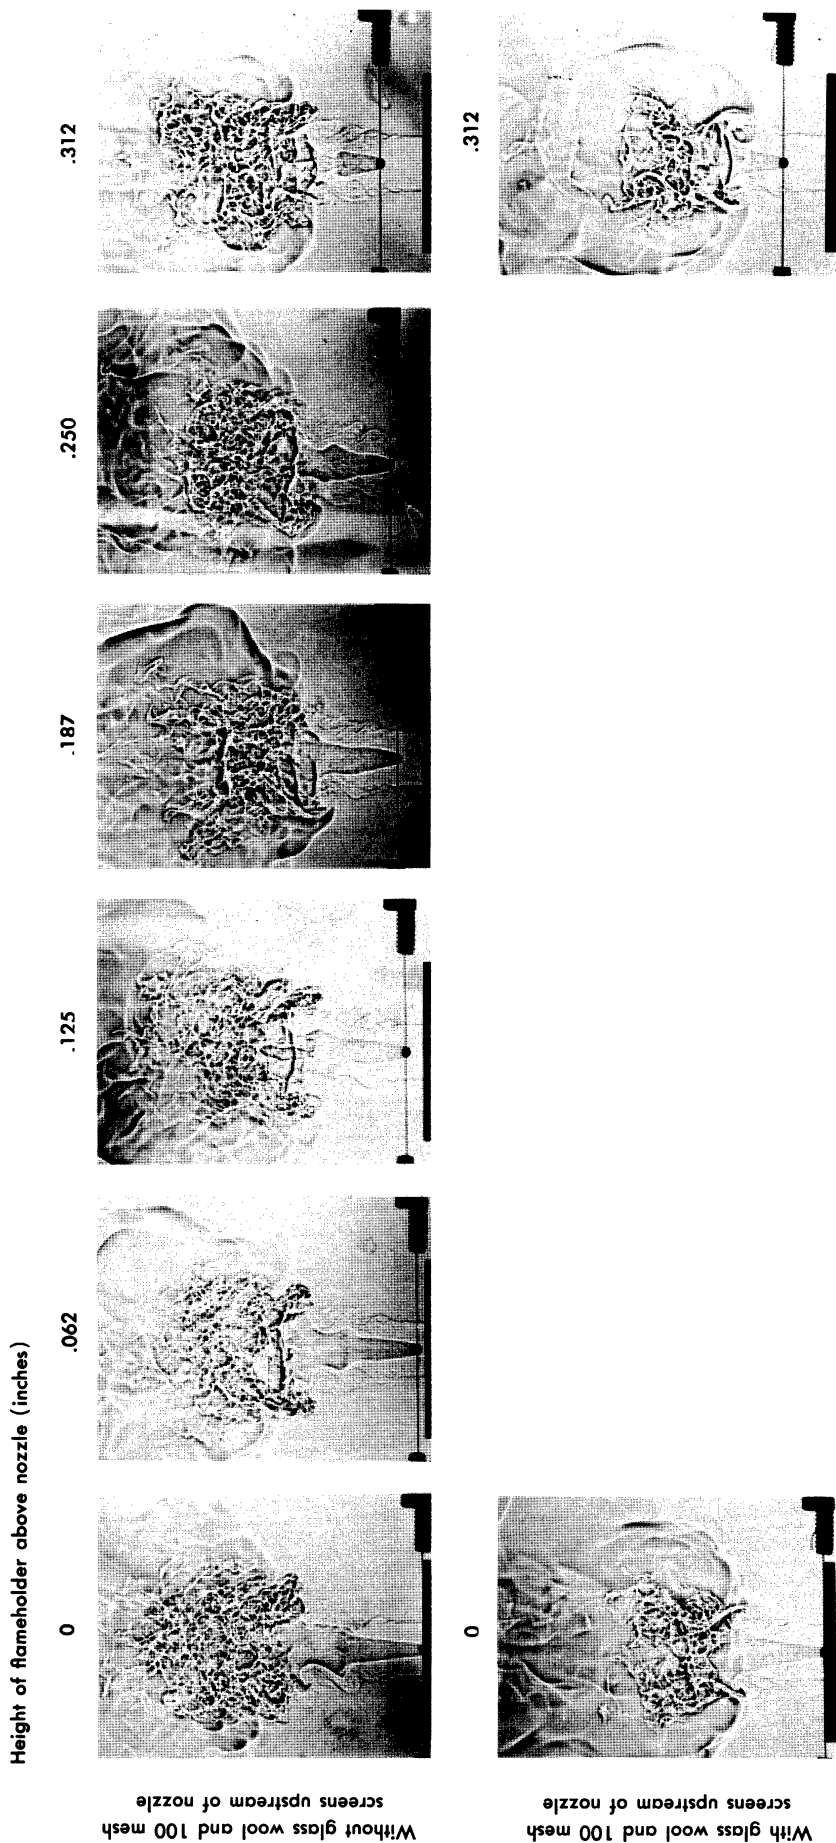 Height of flameholder above nozzle (inches)
0
.062
.125
.187
.250
.312
Without glass wool and 100 mesh
screens upstream of nozzle
0
.312
With glass wool and 100 mesh
screens upstream of nozzle